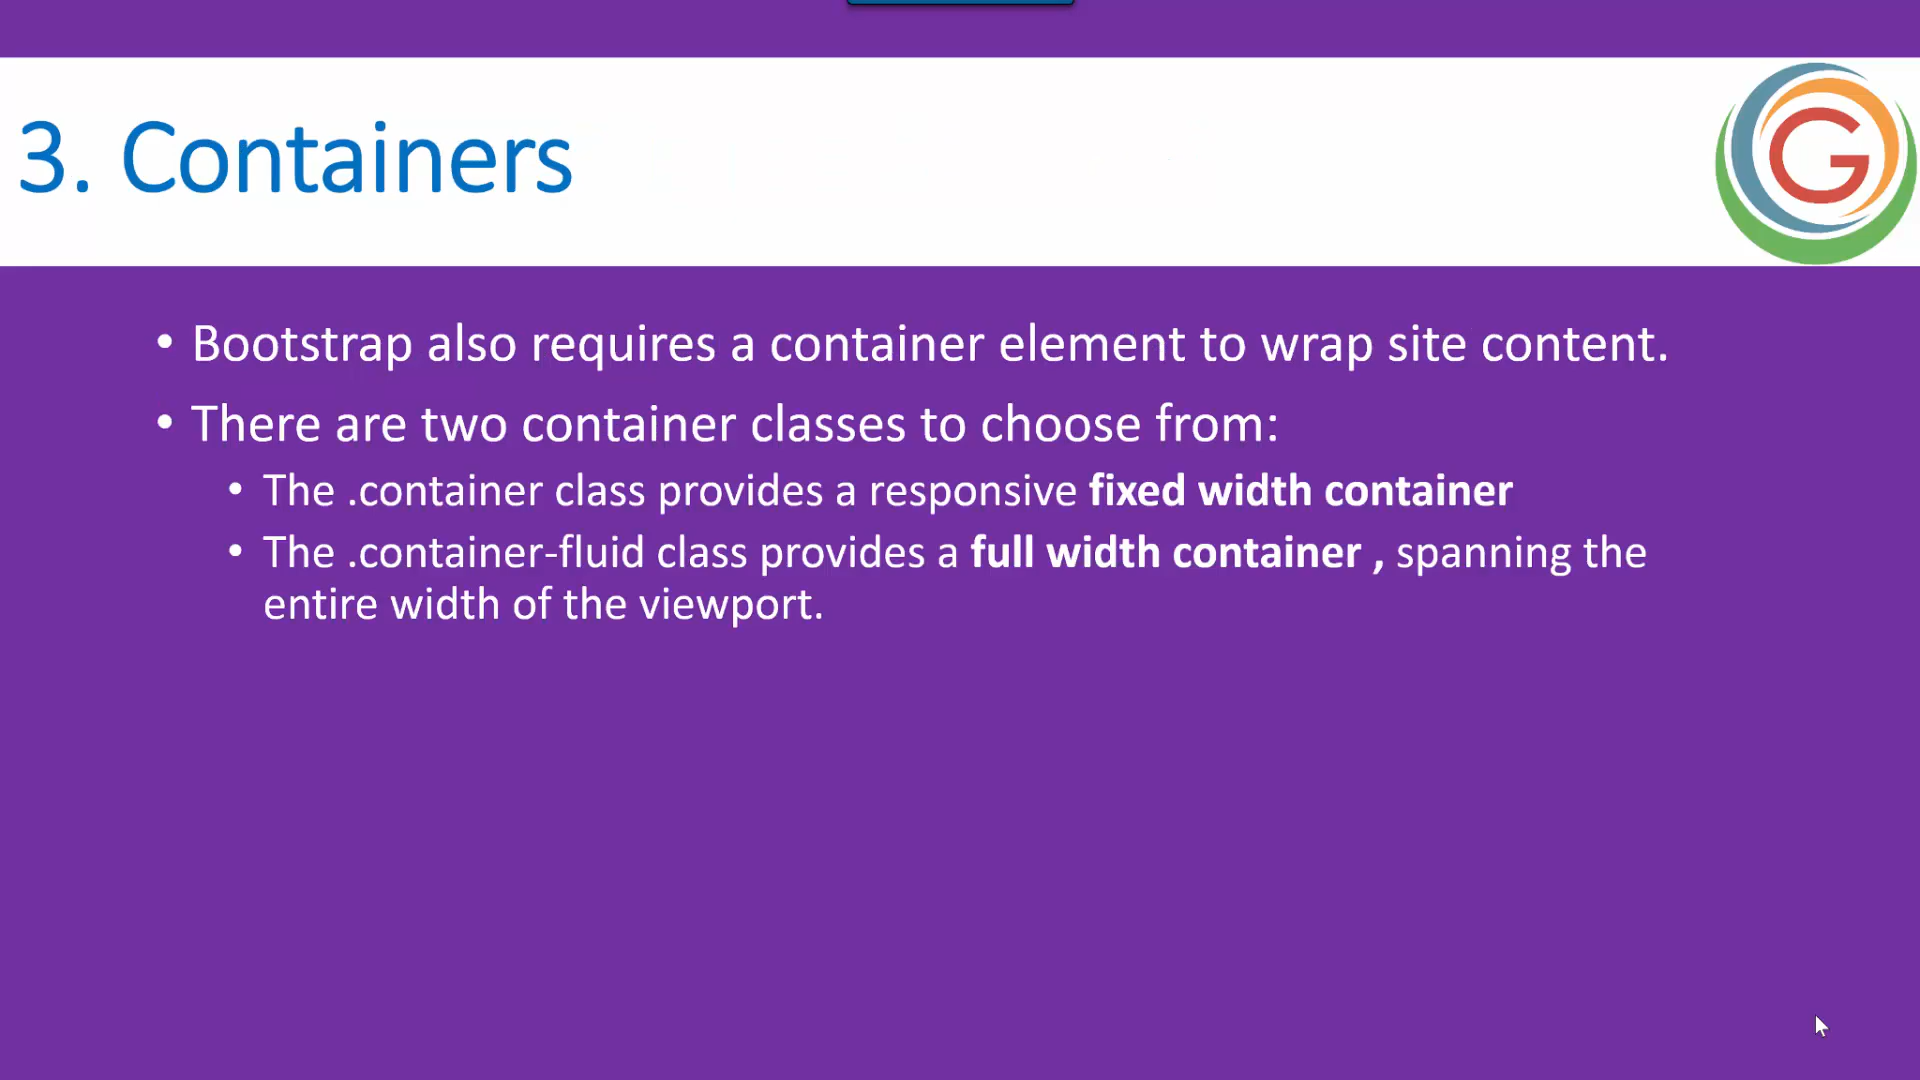 3. Containers
G
• Bootstrap also requires a container element to wrap site content.
• There are two container classes to choose from:
• The .container class provides a responsive fixed width container
• The .container-fluid class provides a full width container , spanning the
entire width of the viewport.